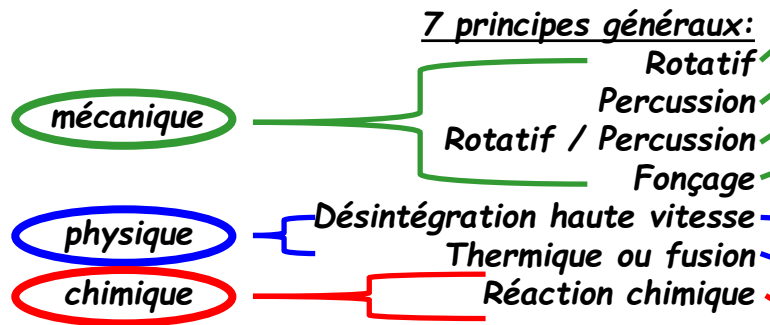 7 principes généraux:
Rotatif
Percussion
mécanique
Rotatif / Percussion
Fonçage
Désintégration haute vitesse
physique
Thermique ou fusion
chimique
Réaction chimique